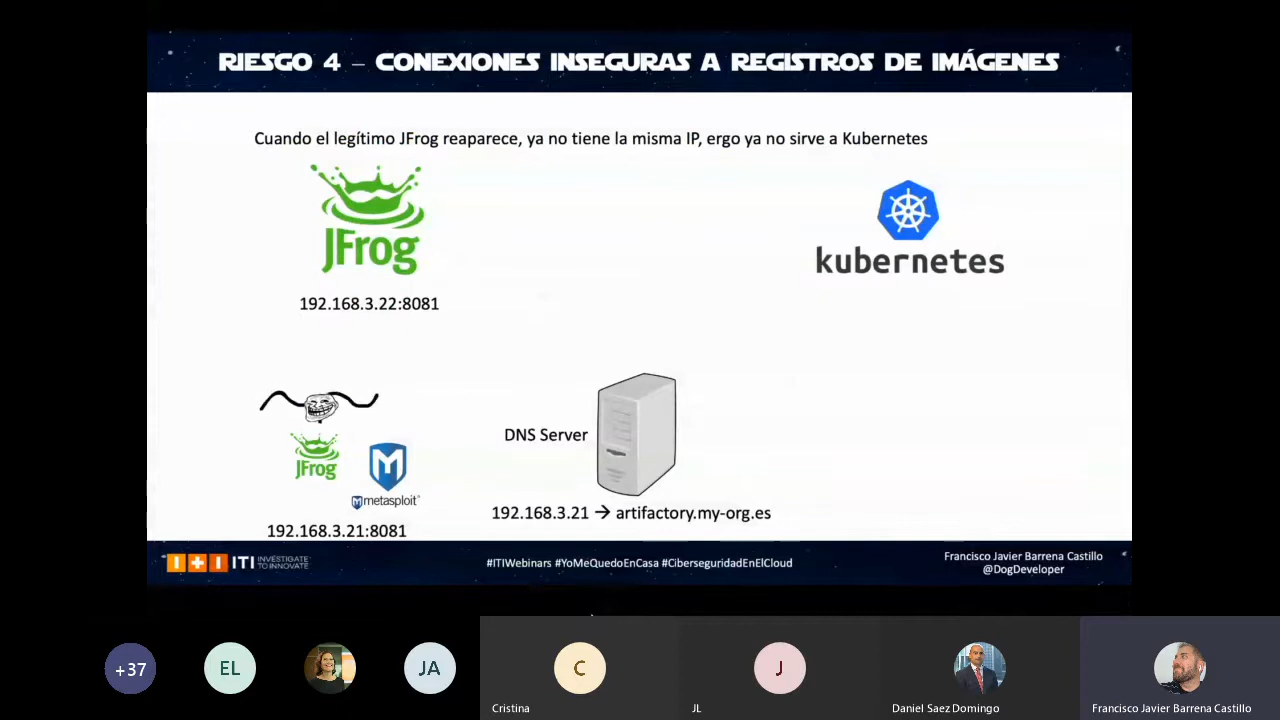 RIESGO 4 – CONEXIONES INSEGURAS A REGISTROS DE IMÁGENES
Cuando el legítimo JFrog reaparece, ya no tiene la misma IP, ergo ya no sirve a Kubernetes
JFrog
kubernetes
192.168.3.22:8081
DNS Server
JFrog
metasploit®
192.168.3.21 → artifactory.my-org.es
192.168.3.21:8081
I+I ITI INVESTIGATE
TO INNOVATE
#ITIWebinars #YoMeQuedoEnCasa #CiberseguridadEnElCloud
Francisco Javier Barrena Castillo
@DogDeveloper
+37
EL
JA
C
J
Cristina
JL
Daniel Saez Domingo
Francisco Javier Barrena Castillo